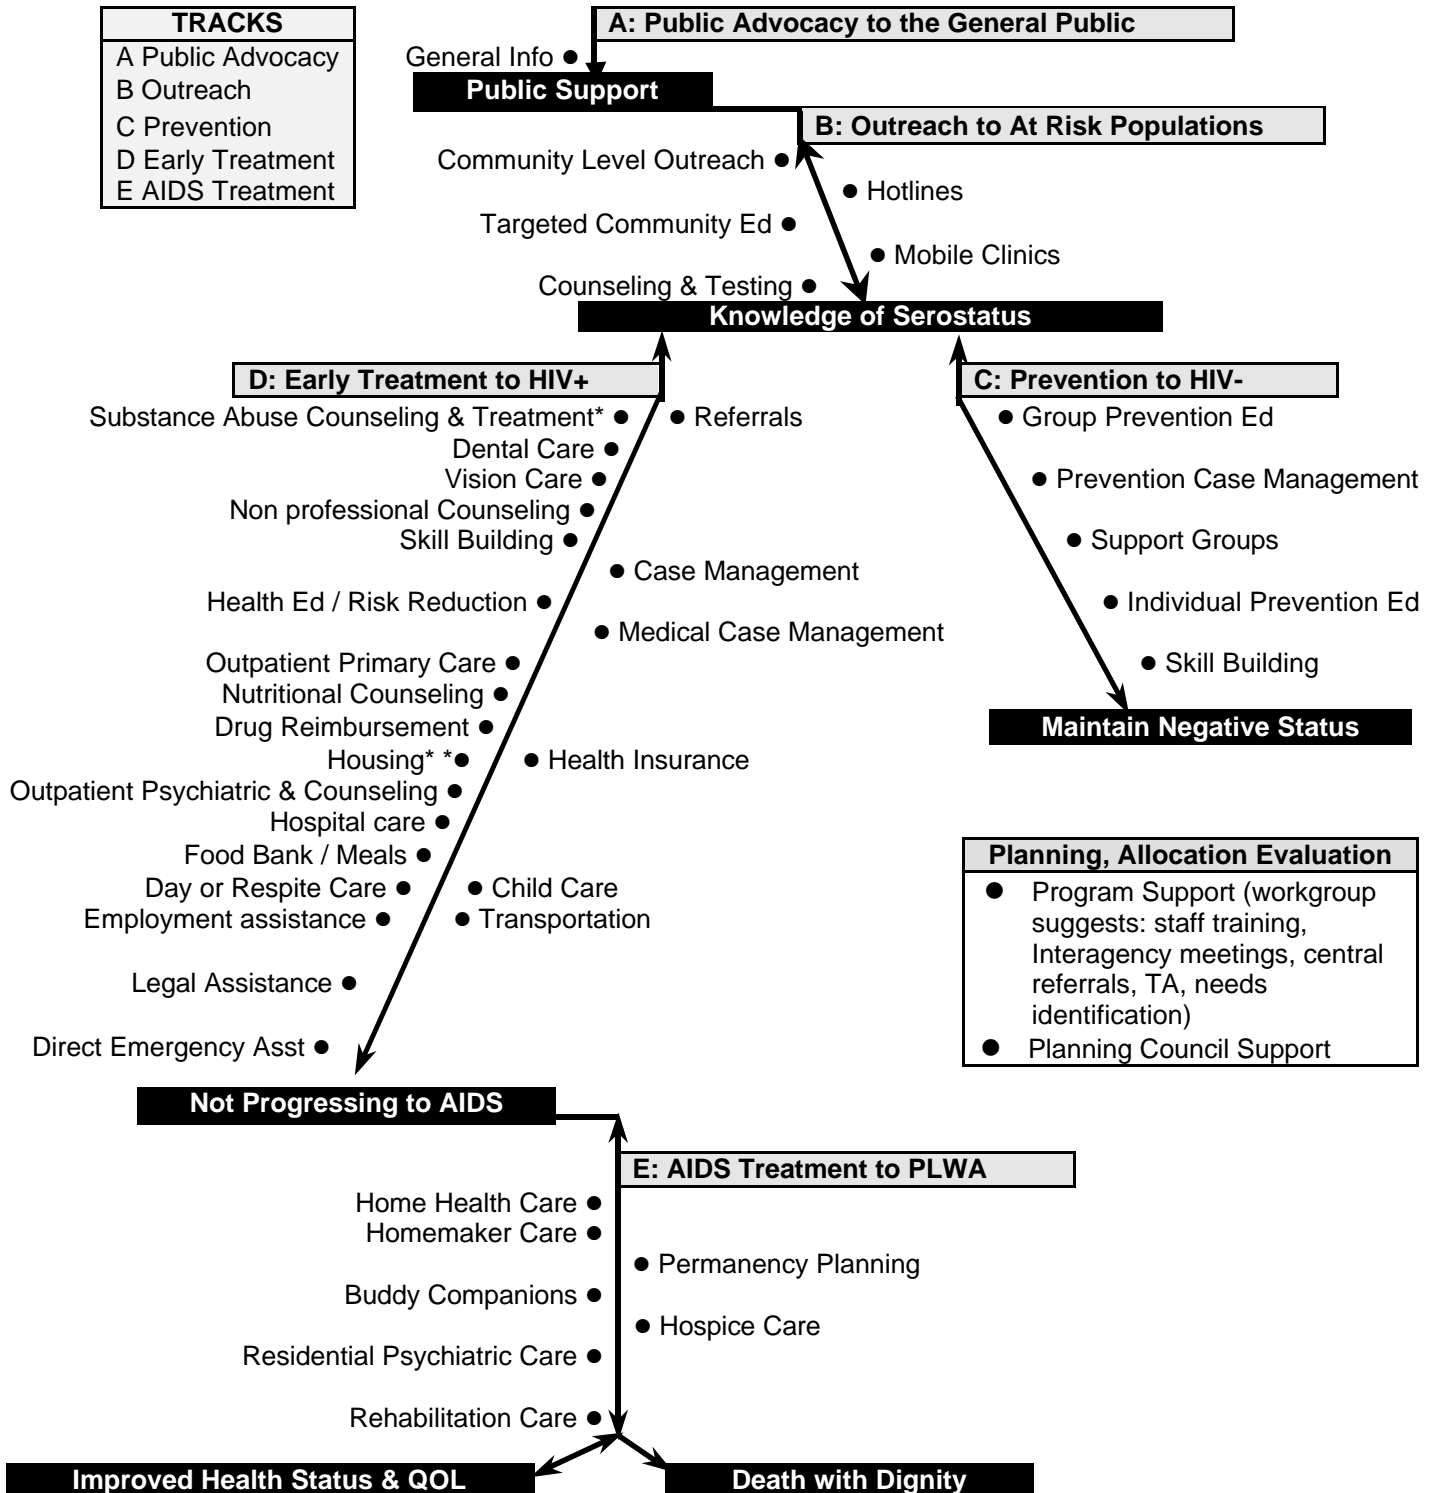 TRACKS
A Public Advocacy
B Outreach
C Prevention
D Early Treatment
E AIDS Treatment
A: Public Advocacy to the General Public
General Info ●
Public Support
B: Outreach to At Risk Populations
Community Level Outreach ●
● Hotlines
Targeted Community Ed ●
● Mobile Clinics
Counseling & Testing ●
Knowledge of Serostatus
D: Early Treatment to HIV+
Substance Abuse Counseling & Treatment* ●
● Referrals
Dental Care ●
Vision Care ●
Non professional Counseling ●
Skill Building ●
● Case Management
Health Ed / Risk Reduction ●
● Medical Case Management
Outpatient Primary Care ●
Nutritional Counseling ●
Drug Reimbursement ●
Housing* * ●
● Health Insurance
Outpatient Psychiatric & Counseling ●
Hospital care ●
Food Bank / Meals ●
Day or Respite Care ●
● Child Care
Employment assistance ●
● Transportation
Legal Assistance ●
Direct Emergency Asst ●
C: Prevention to HIV-
● Group Prevention Ed
● Prevention Case Management
● Support Groups
● Individual Prevention Ed
● Skill Building
Maintain Negative Status
Planning, Allocation Evaluation
● Program Support (workgroup
suggests: staff training,
Interagency meetings, central
referrals, TA, needs
identification)
● Planning Council Support
Not Progressing to AIDS
E: AIDS Treatment to PLWA
Home Health Care ●
Homemaker Care ●
● Permanency Planning
Buddy Companions ●
● Hospice Care
Residential Psychiatric Care ●
Rehabilitation Care ●
Improved Health Status & QOL
Death with Dignity